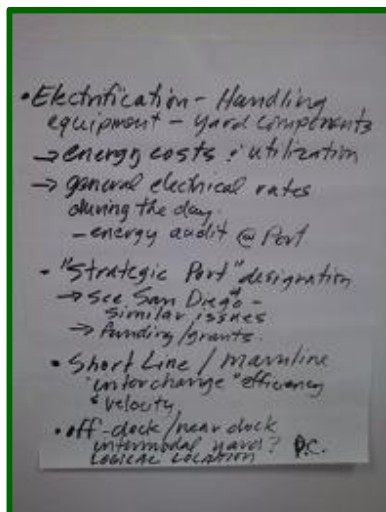 • Electrification - Handling
equipment - yard components
→ energy costs & utilization
→ general electrical rates
during the day.
- energy audit @ Port
• "Strategic Port" designation
→ See San Diego -
similar issues
→ Funding/grants.
• Short Line / mainline
"interchange" efficiency
& velocity
• off-dock/near dock
intermodal yard? P.C.
LOGICAL LOCATION